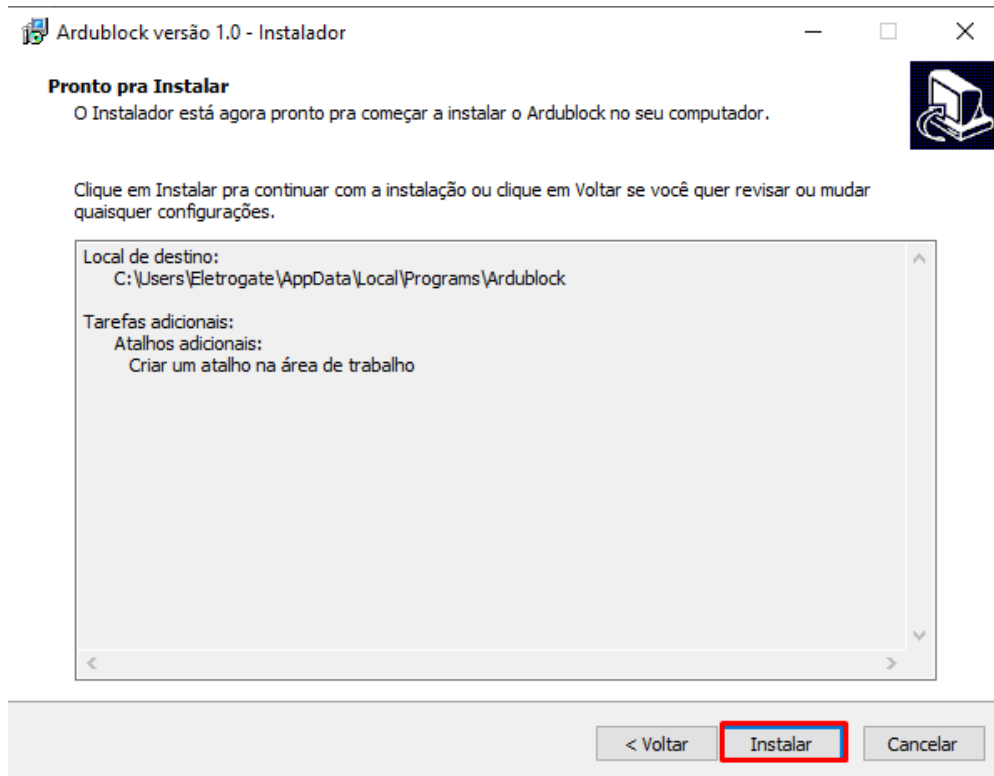 Ardublock versão 1.0 - Instalador
Pronto pra Instalar
O Instalador está agora pronto pra começar a instalar o Ardublock no seu computador.
Clique em Instalar pra continuar com a instalação ou clique em Voltar se você quer revisar ou mudar
quaisquer configurações.
Local de destino:
C:\Users\Eletrogate\AppData\Local\Programs\Ardublock
Tarefas adicionais:
Atalhos adicionais:
Criar um atalho na área de trabalho
< Voltar
Instalar
Cancelar